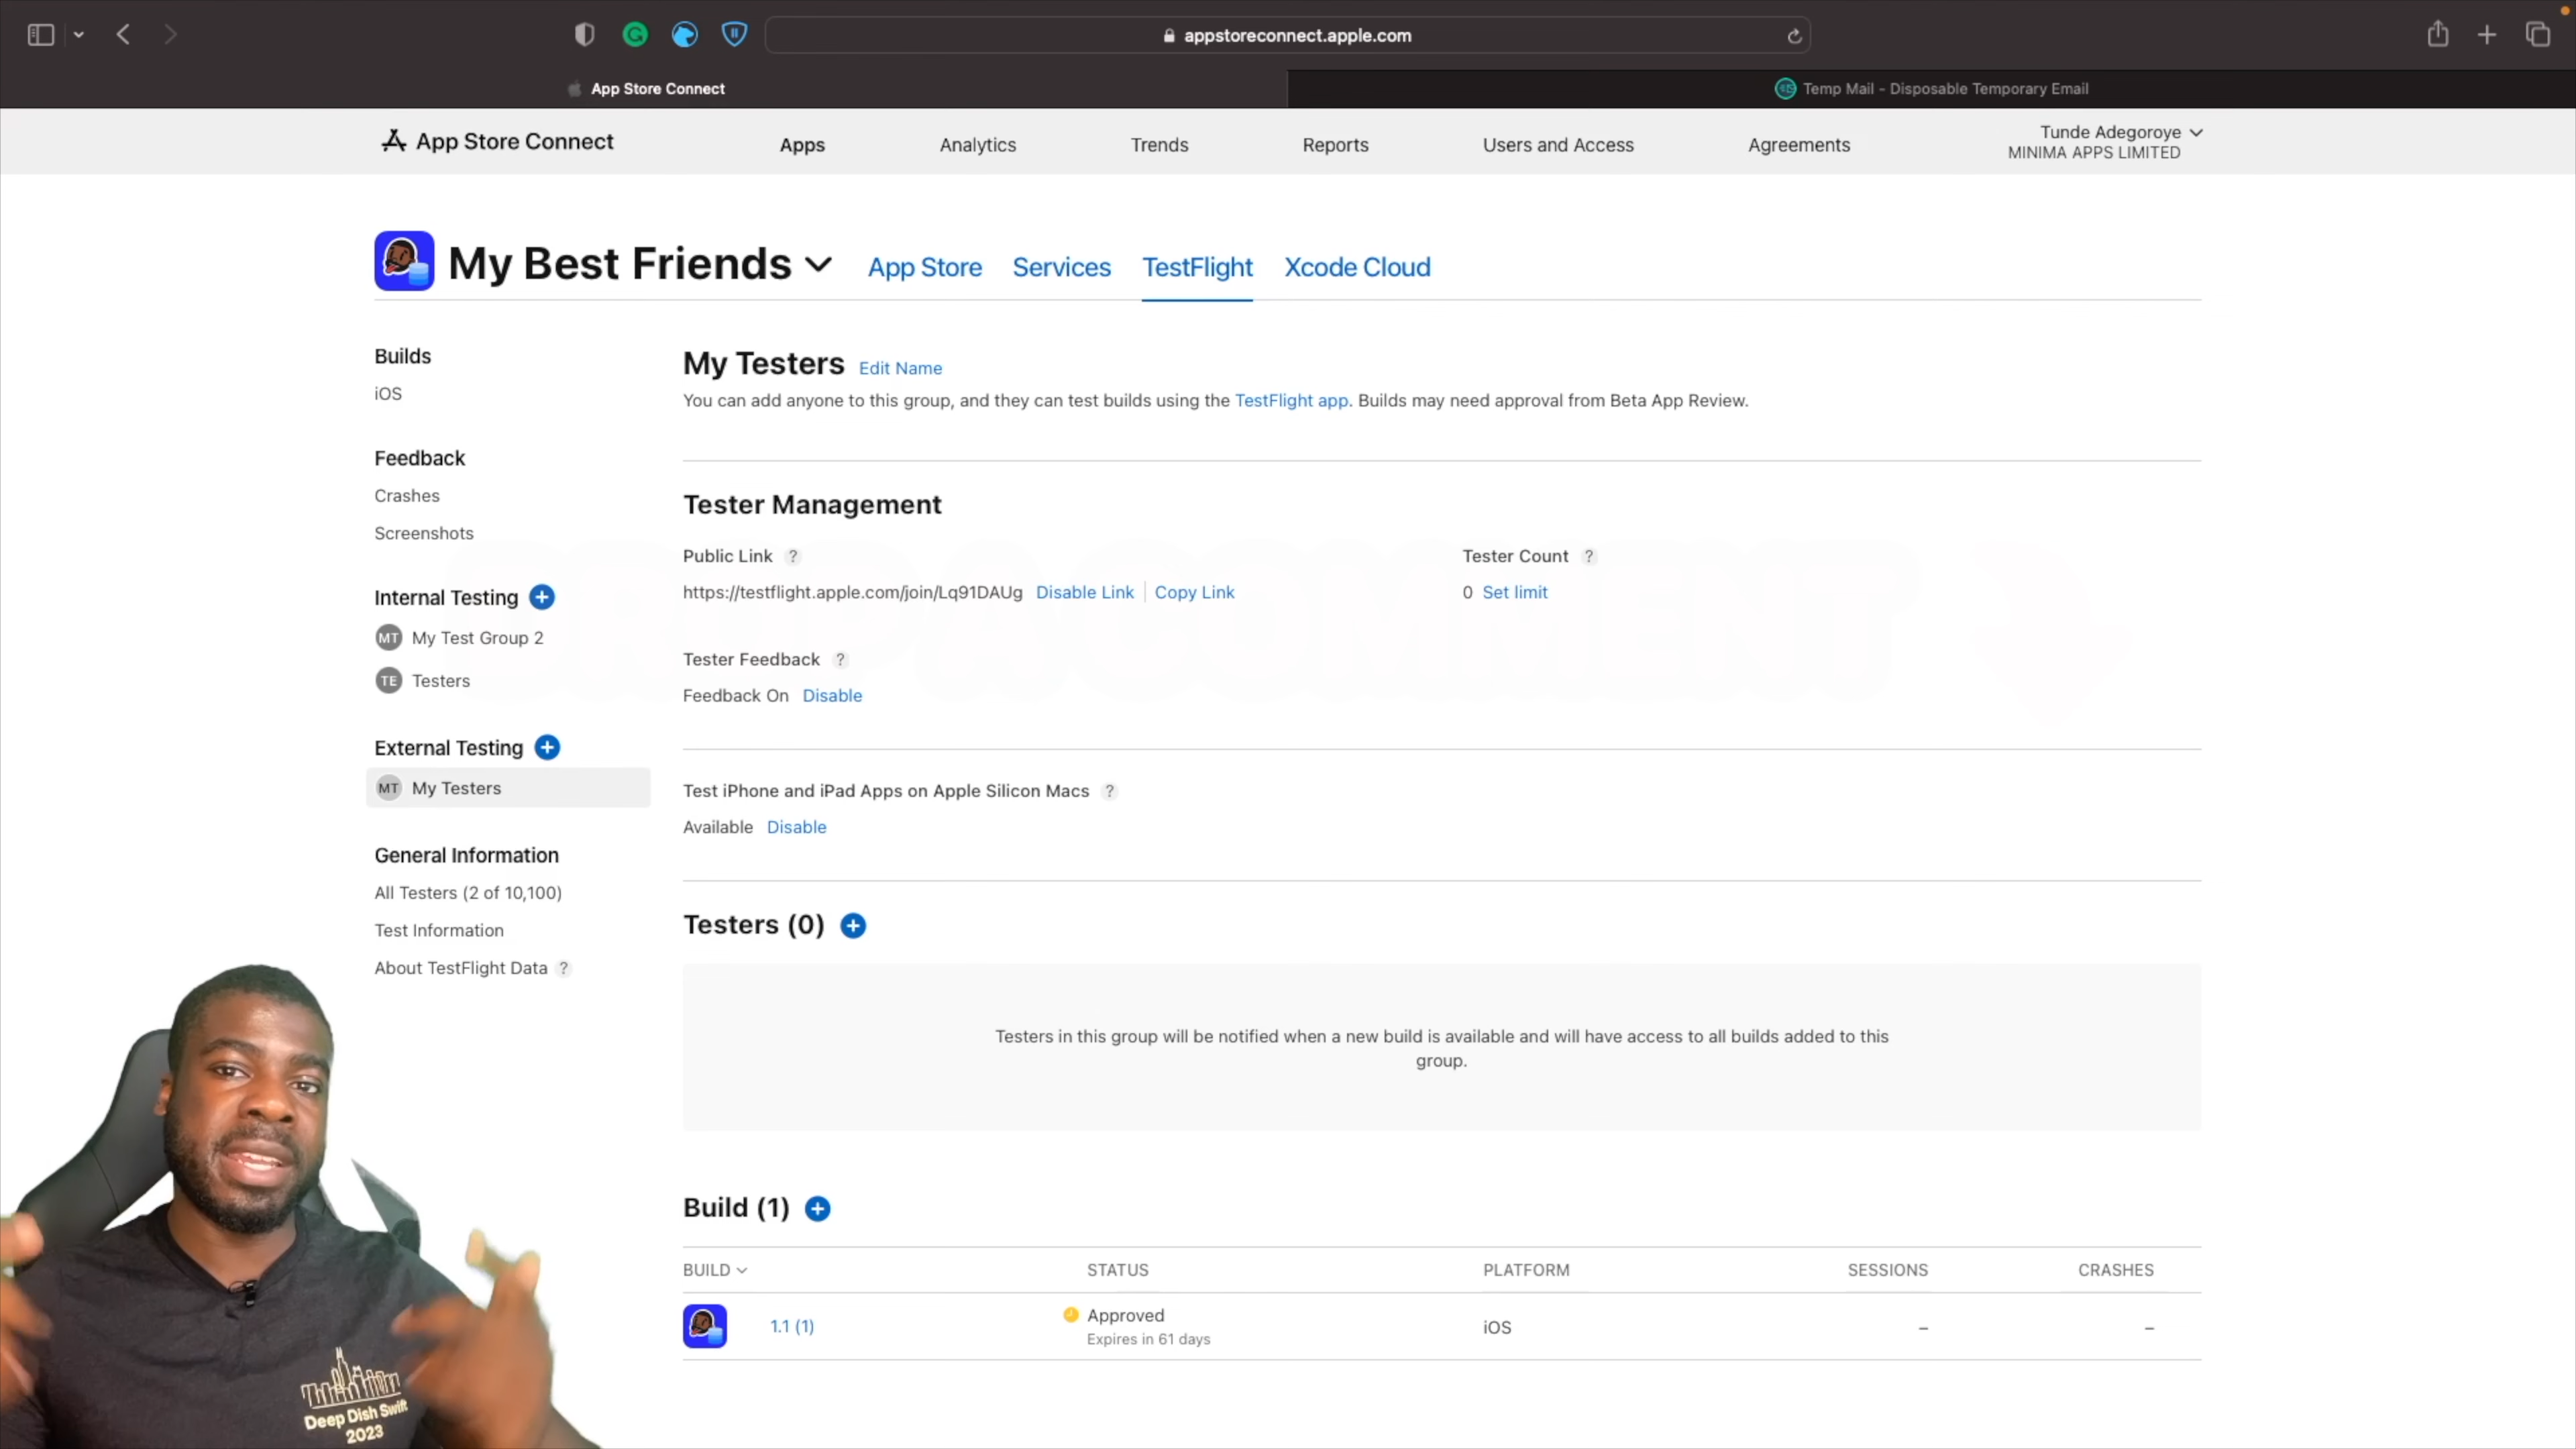 appstoreconnect.apple.com
App Store Connect
Temp Mail - Disposable Temporary Email
App Store Connect
Apps
Analytics
Trends
Reports
Users and Access
Agreements
Tunde Adegoroye
MINIMA APPS LIMITED
My Best Friends
App Store
Services
TestFlight
Xcode Cloud
Builds
iOS
Feedback
Crashes
Screenshots
Internal Testing
MT My Test Group 2
TE Testers
External Testing
MT My Testers
General Information
All Testers (2 of 10,100)
Test Information
About TestFlight Data ?
My Testers Edit Name
You can add anyone to this group, and they can test builds using the TestFlight app. Builds may need approval from Beta App Review.
Tester Management
Public Link ?
https://testflight.apple.com/join/Lq91DAUg Disable Link Copy Link
Tester Count ?
0 Set limit
Tester Feedback ?
Feedback On Disable
Test iPhone and iPad Apps on Apple Silicon Macs ?
Available Disable
Testers (0)
Testers in this group will be notified when a new build is available and will have access to all builds added to this
group.
Build (1)
BUILD STATUS PLATFORM SESSIONS CRASHES
1.1 (1) Approved iOS – –
Expires in 61 days
Deep Dish Swift
2023